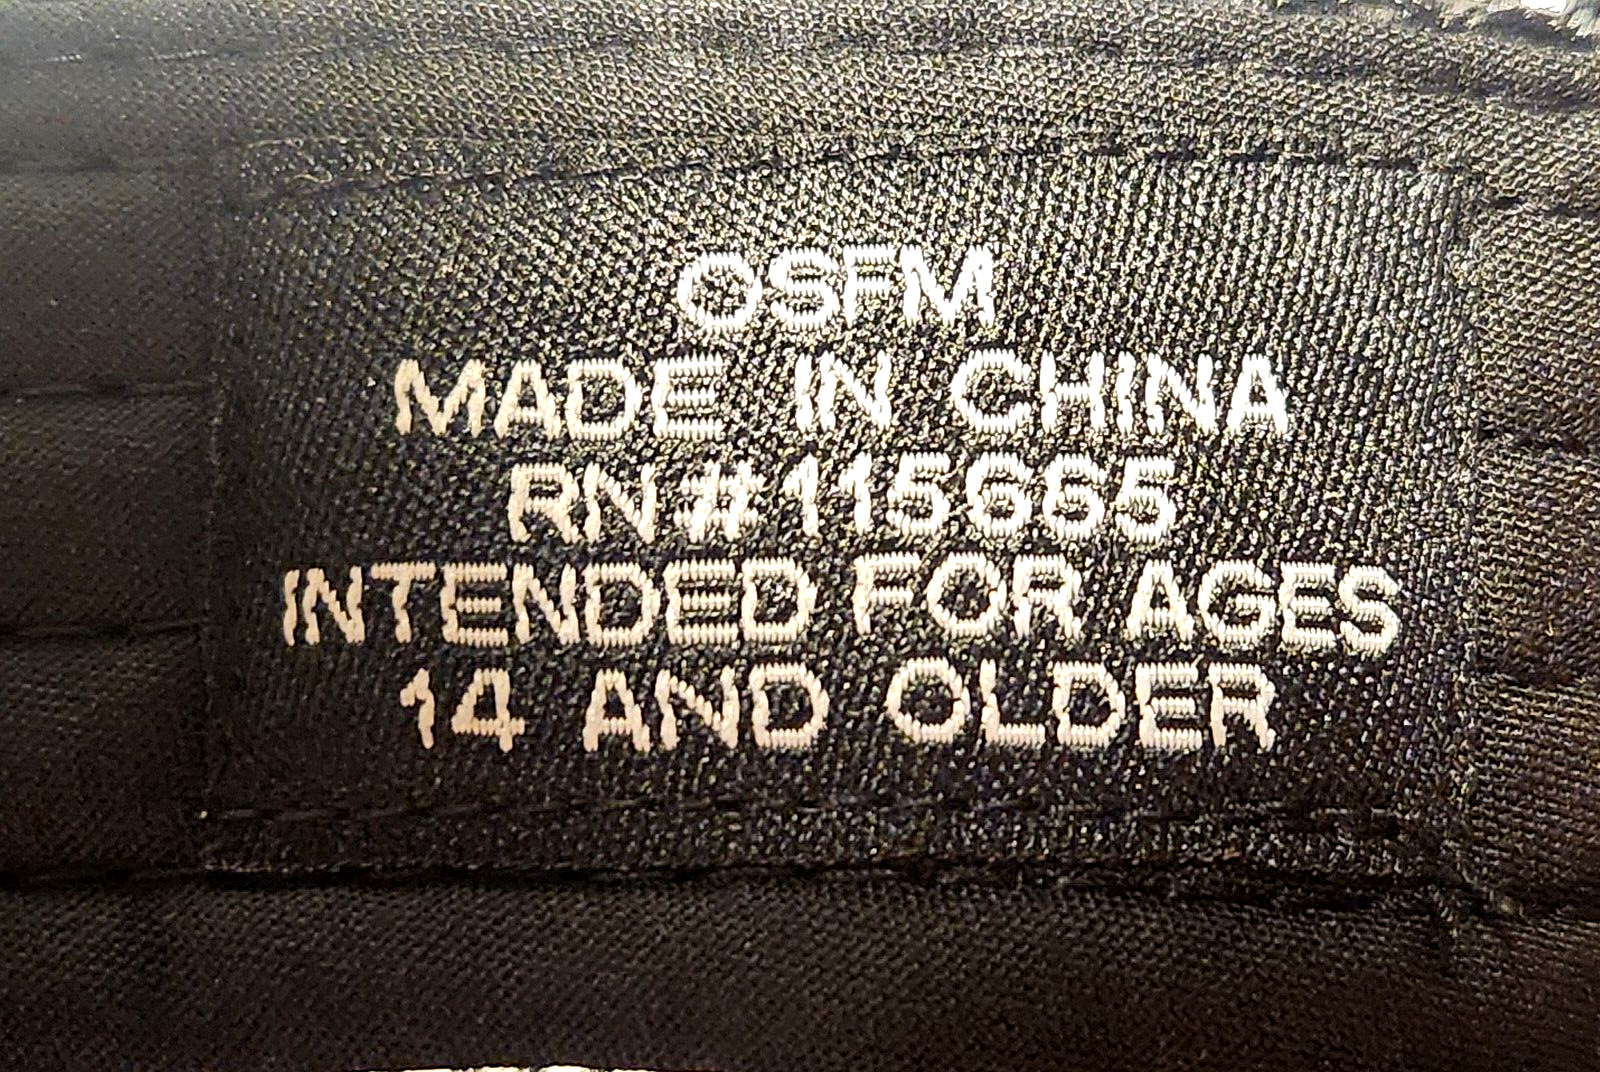 OSFM
MADE IN CHINA
RN#115665
INTENDED FOR AGES
14 AND OLDER